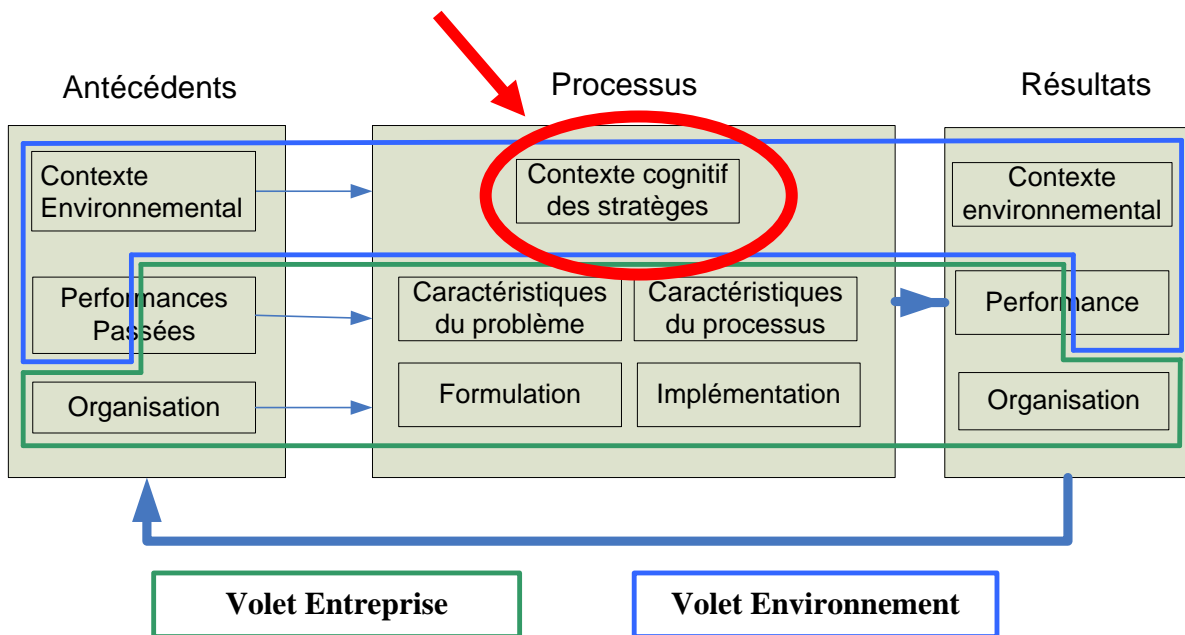 Antécédents
Processus
Résultats
Contexte
Environnemental
Contexte cognitif
des stratèges
Contexte
environnemental
Performances
Passées
Caractéristiques
du problème
Caractéristiques
du processus
Performance
Organisation
Formulation
Implémentation
Organisation
Volet Entreprise
Volet Environnement